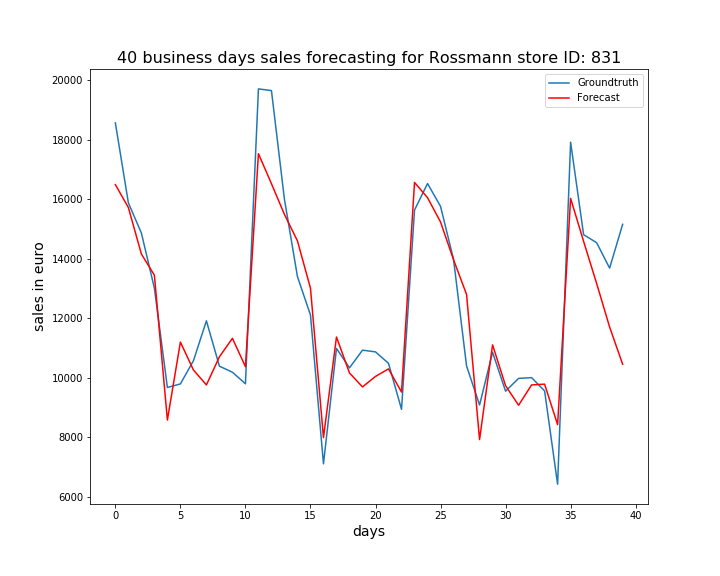 40 business days sales forecasting for Rossmann store ID: 831
Groundtruth
Forecast
sales in euro
20000
18000
16000
14000
12000
10000
8000
6000
0 5 10 15 20 25 30 35 40
days